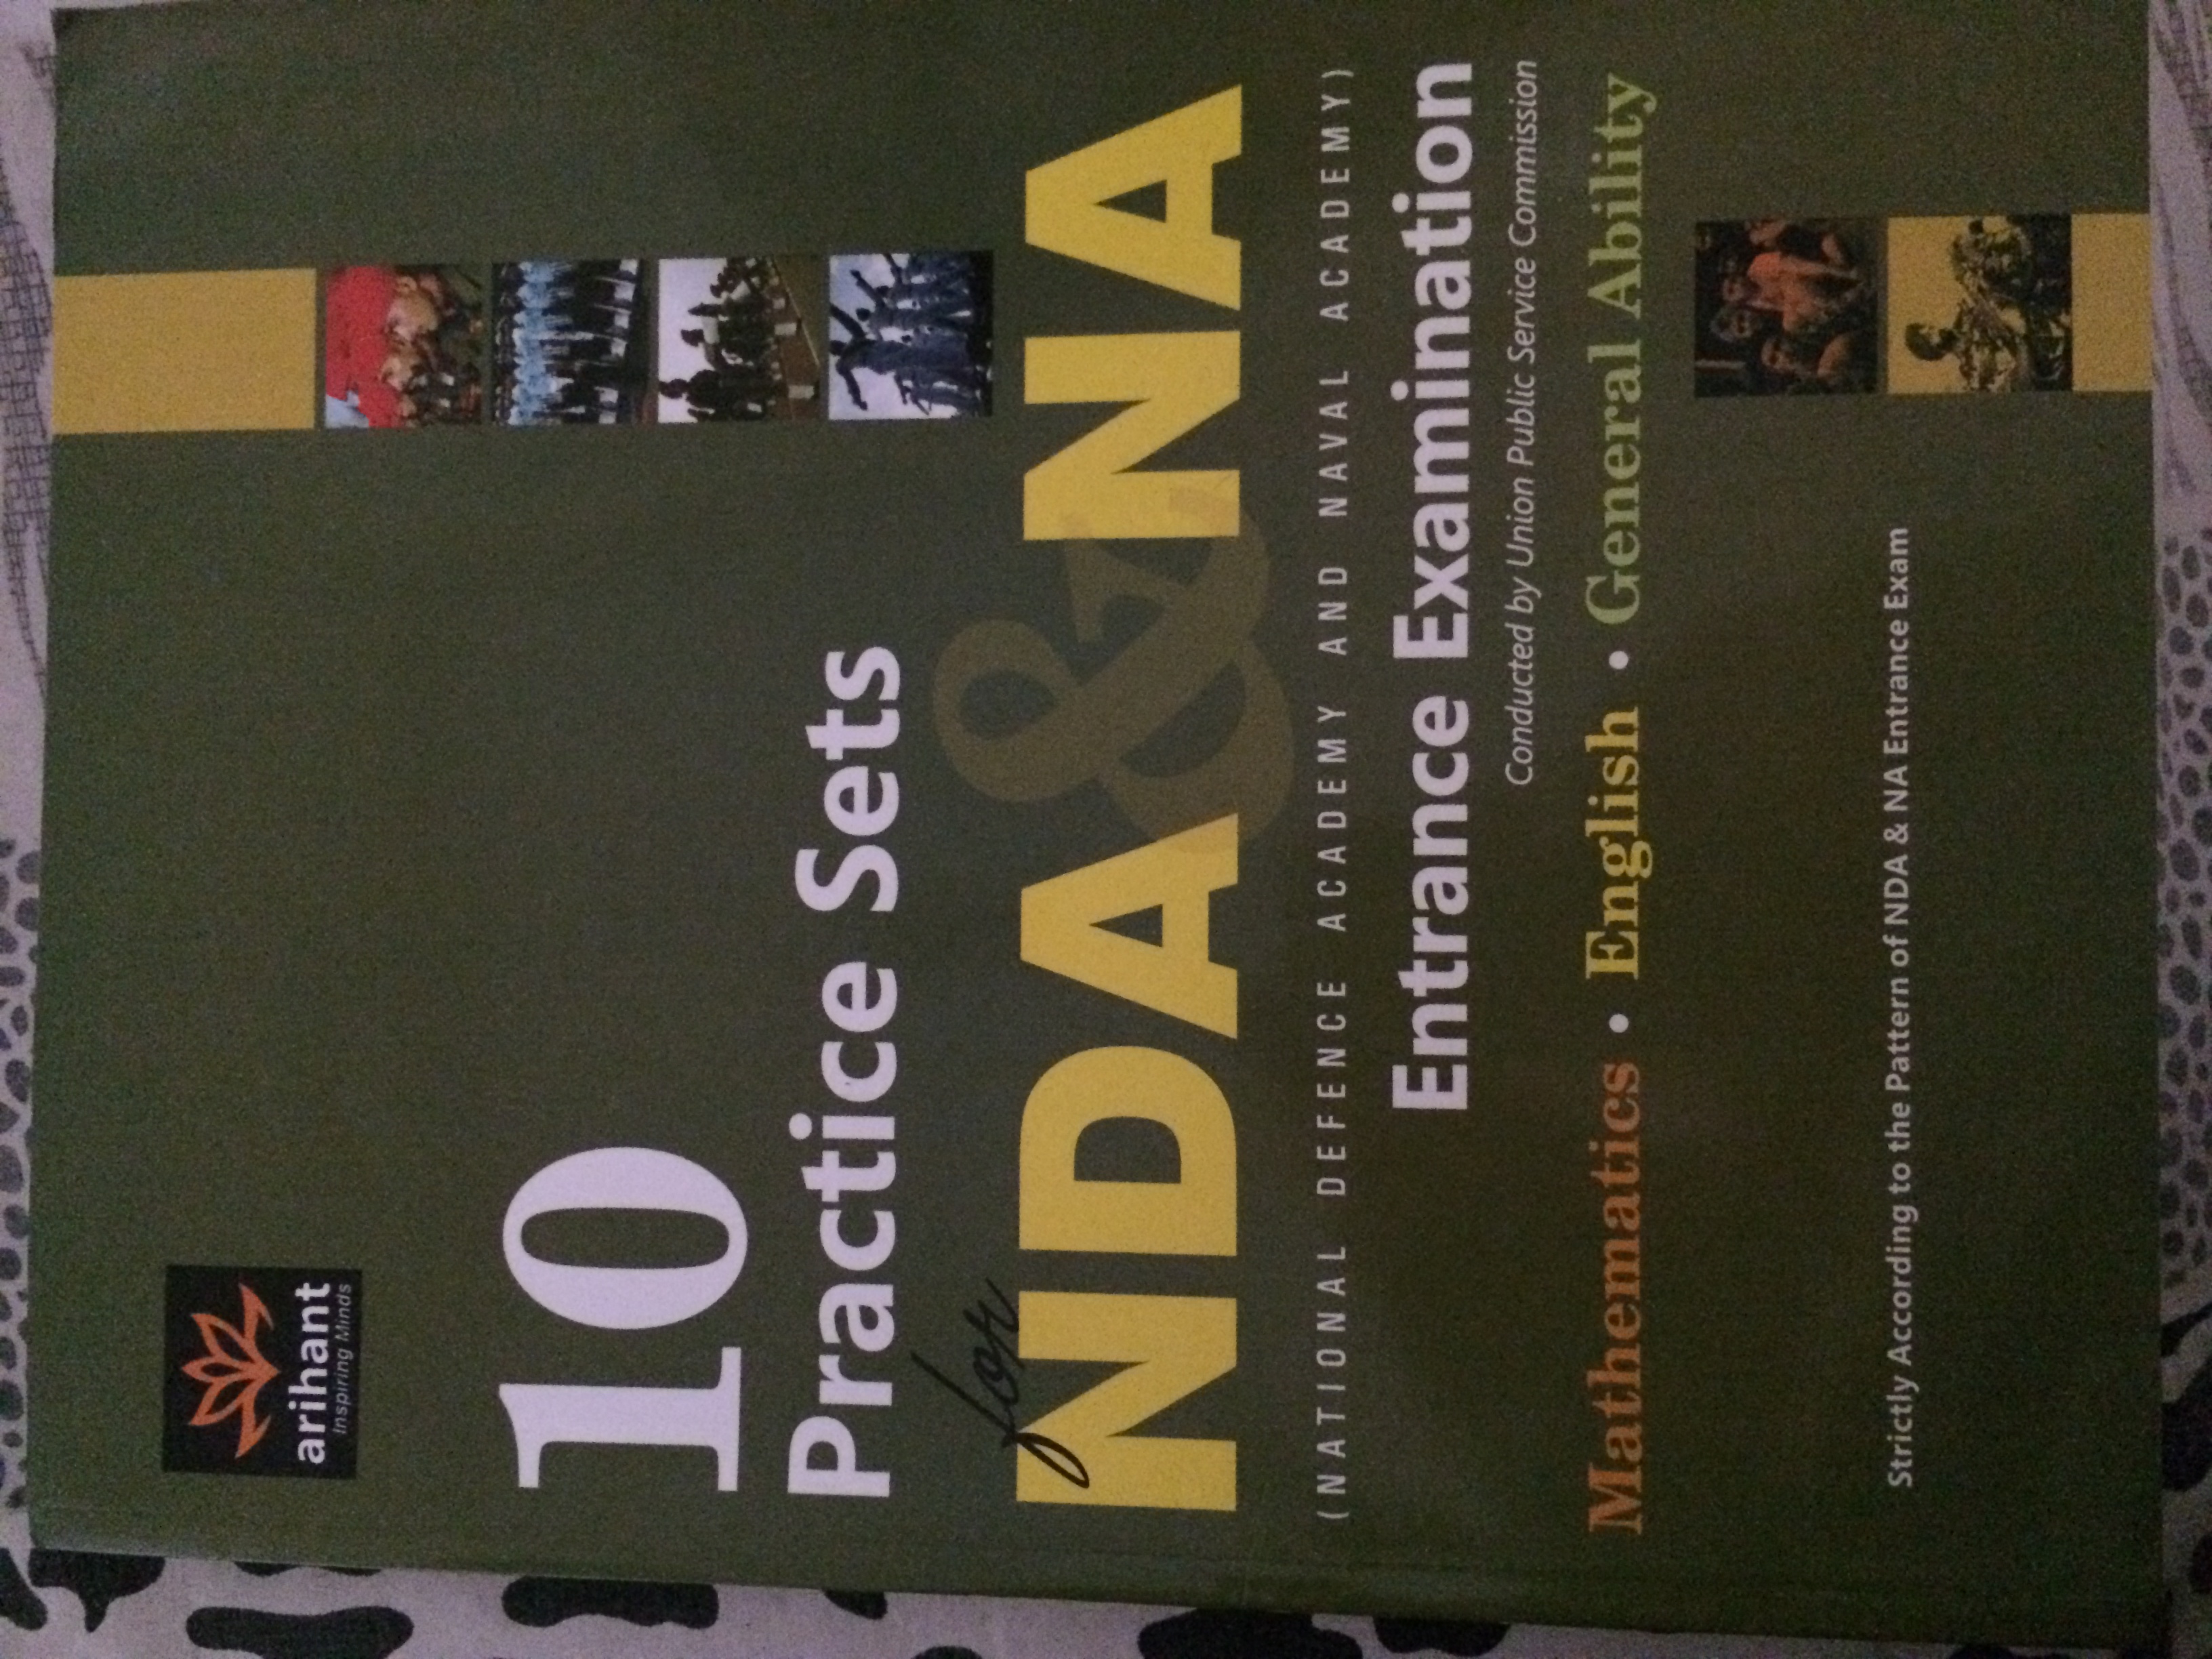 arihant
Inspiring Minds
10
Practice Sets
NDA & NA
(NATIONAL DEFENCE ACADEMY AND NAVAL ACADEMY)
Entrance Examination
Conducted by Union Public Service Commission
Mathematics • English • General Ability
Strictly According to the Pattern of NDA & NA Entrance Exam